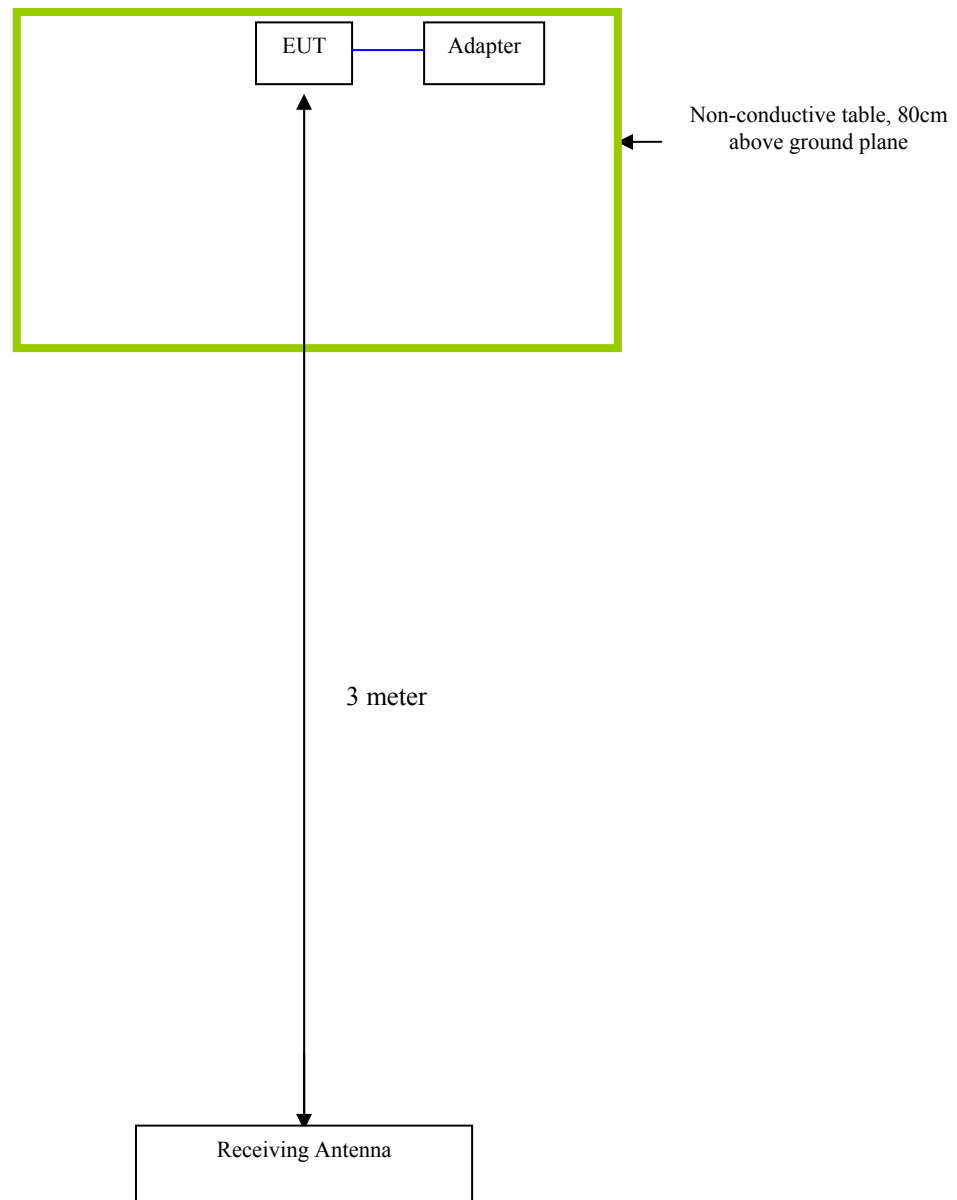 EUT
Adapter
Non-conductive table, 80cm
above ground plane
3 meter
Receiving Antenna